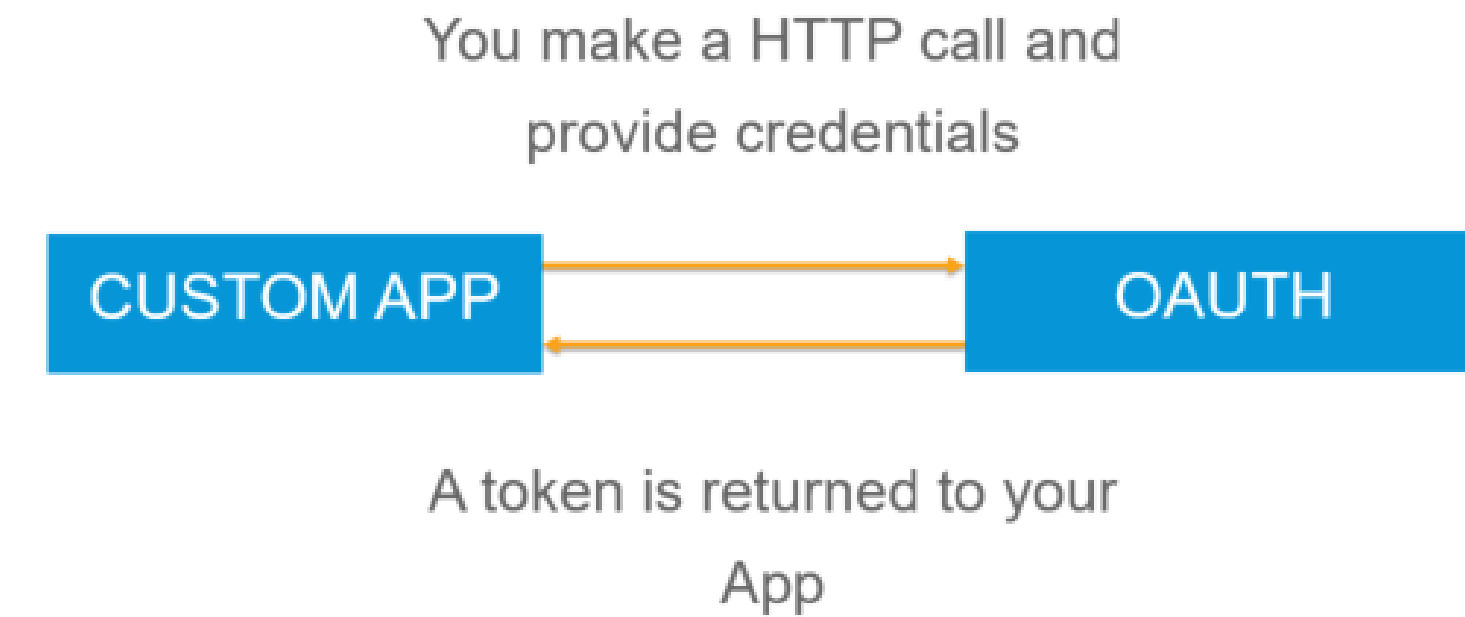 You make a HTTP call and
provide credentials
CUSTOM APP
OAUTH
A token is returned to your
App